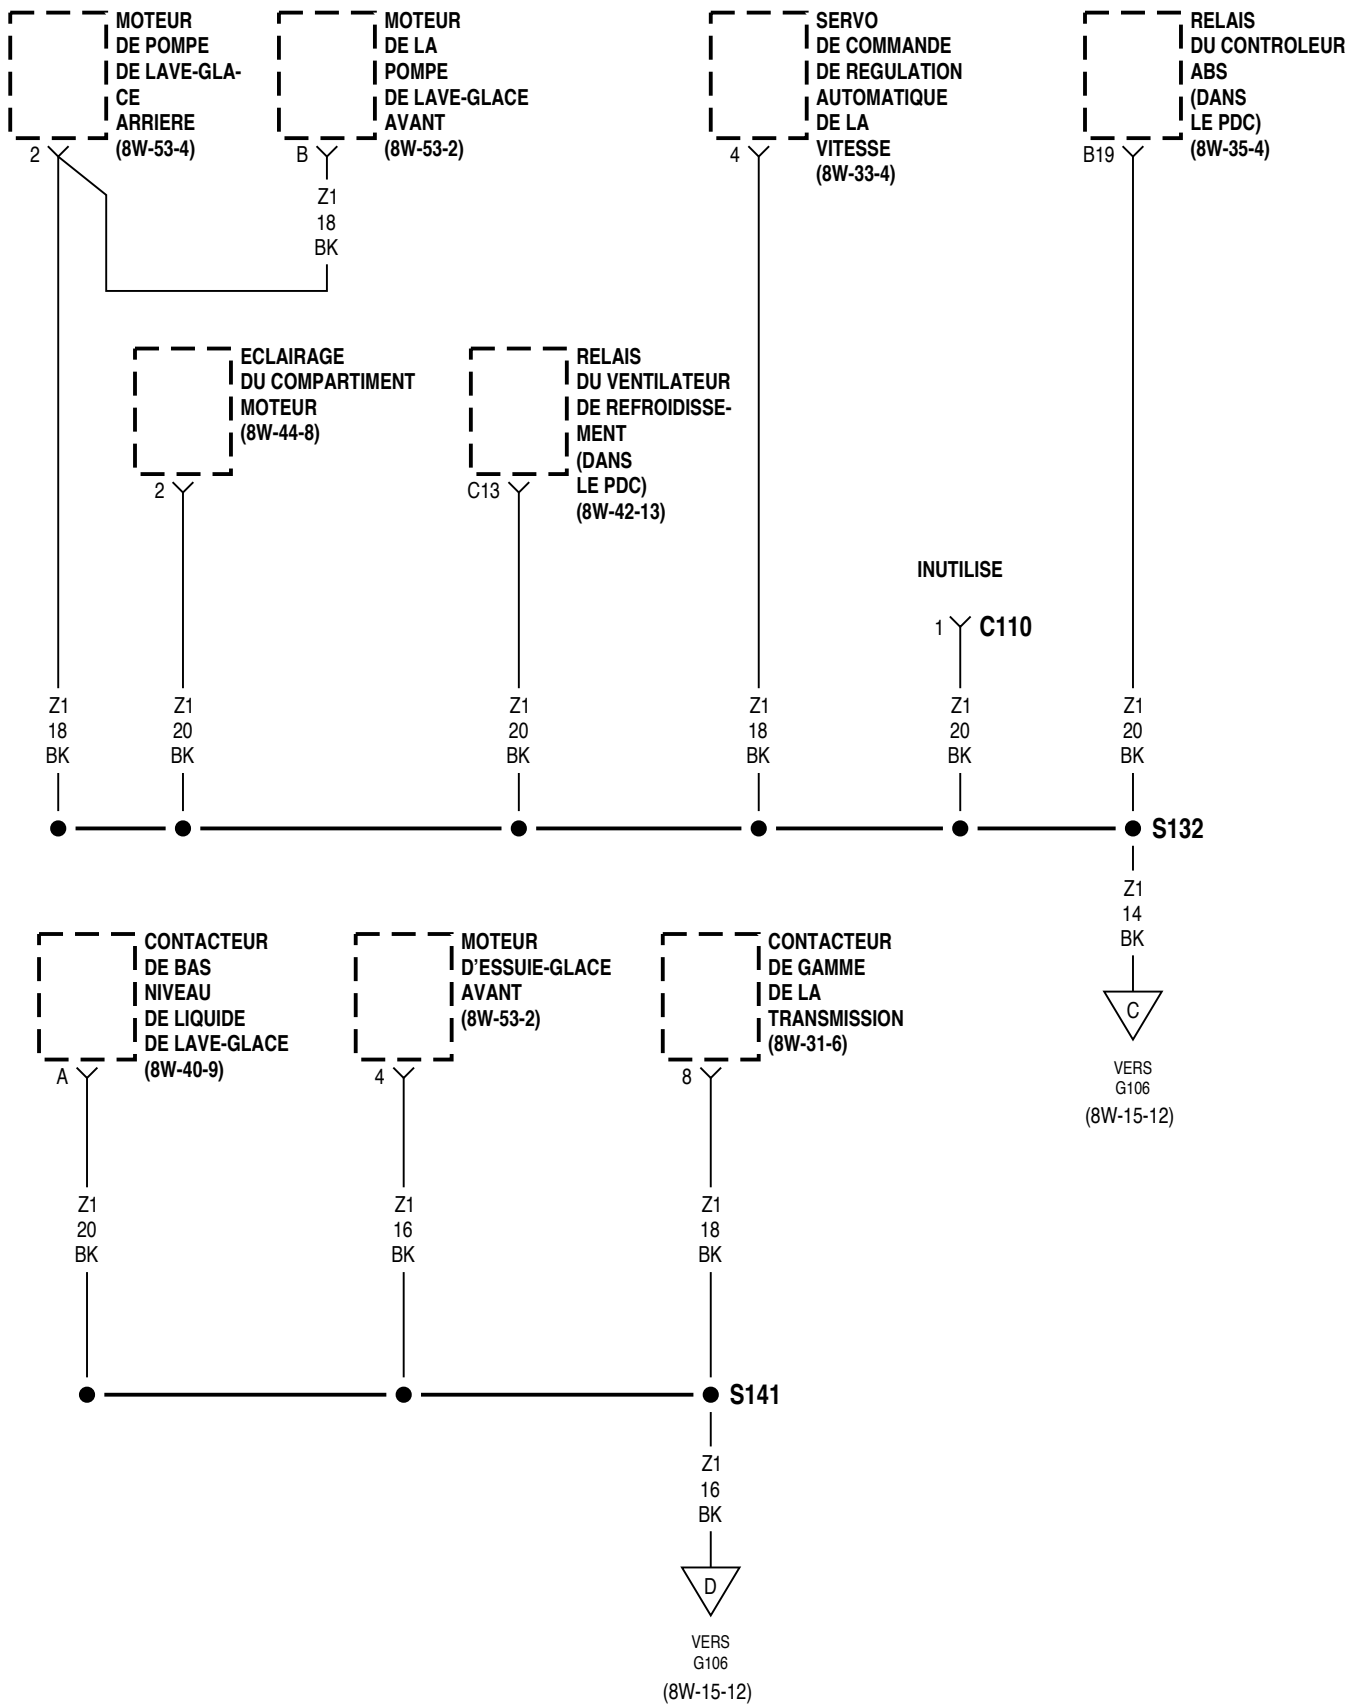 MOTEUR
DE POMPE
DE LAVE-GLA-
CE
ARRIERE
(8W-53-4)
2
MOTEUR
DE LA
POMPE
DE LAVE-GLACE
AVANT
(8W-53-2)
B
Z1
18
BK
SERVO
DE COMMANDE
DE REGULATION
AUTOMATIQUE
DE LA
VITESSE
(8W-33-4)
4
RELAIS
DU CONTROLEUR
ABS
(DANS
LE PDC)
(8W-35-4)
B19
ECLAIRAGE
DU COMPARTIMENT
MOTEUR
(8W-44-8)
2
RELAIS
DU VENTILATEUR
DE REFROIDISSE-
MENT
(DANS
LE PDC)
(8W-42-13)
C13
INUTILISE
1
C110
Z1
18
BK
Z1
20
BK
Z1
20
BK
Z1
18
BK
Z1
20
BK
Z1
20
BK
S132
Z1
14
BK
C
VERS
G106
(8W-15-12)
CONTACTEUR
DE BAS
NIVEAU
DE LIQUIDE
DE LAVE-GLACE
(8W-40-9)
A
MOTEUR
D'ESSUIE-GLACE
AVANT
(8W-53-2)
4
CONTACTEUR
DE GAMME
DE LA
TRANSMISSION
(8W-31-6)
8
Z1
20
BK
Z1
16
BK
Z1
18
BK
S141
Z1
16
BK
D
VERS
G106
(8W-15-12)